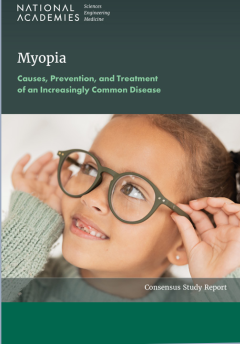 NATIONAL
ACADEMIES
Sciences
Engineering
Medicine
Myopia
Causes, Prevention, and Treatment
of an Increasingly Common Disease
Consensus Study Report